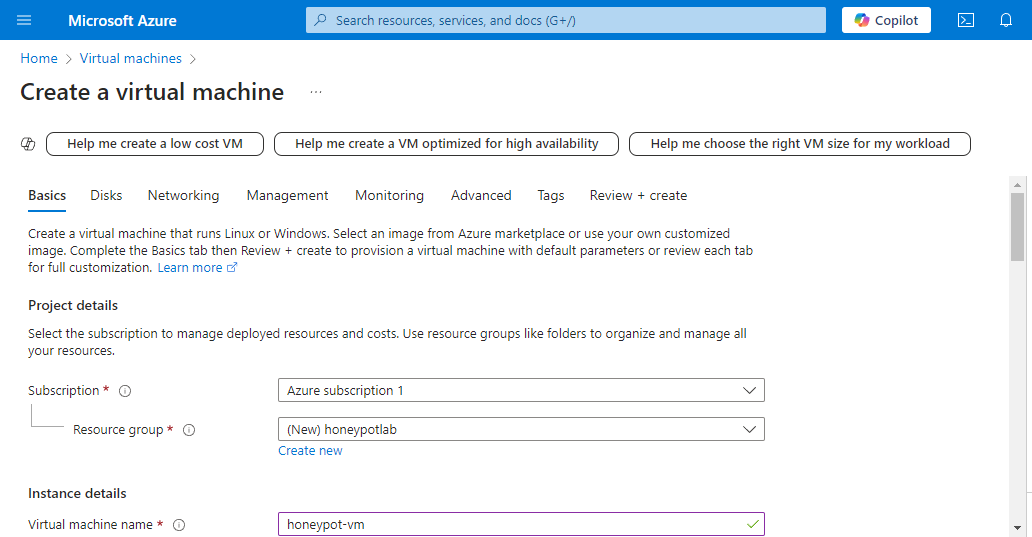 Microsoft Azure
Search resources, services, and docs (G+/)
Copilot
Home > Virtual machines >
Create a virtual machine ...
Help me create a low cost VM
Help me create a VM optimized for high availability
Help me choose the right VM size for my workload
Basics Disks Networking Management Monitoring Advanced Tags Review + create
Create a virtual machine that runs Linux or Windows. Select an image from Azure marketplace or use your own customized
image. Complete the Basics tab then Review + create to provision a virtual machine with default parameters or review each tab
for full customization. Learn more
Project details
Select the subscription to manage deployed resources and costs. Use resource groups like folders to organize and manage all
your resources.
Subscription * Azure subscription 1
Resource group * (New) honeypotlab
Create new
Instance details
Virtual machine name * honeypot-vm